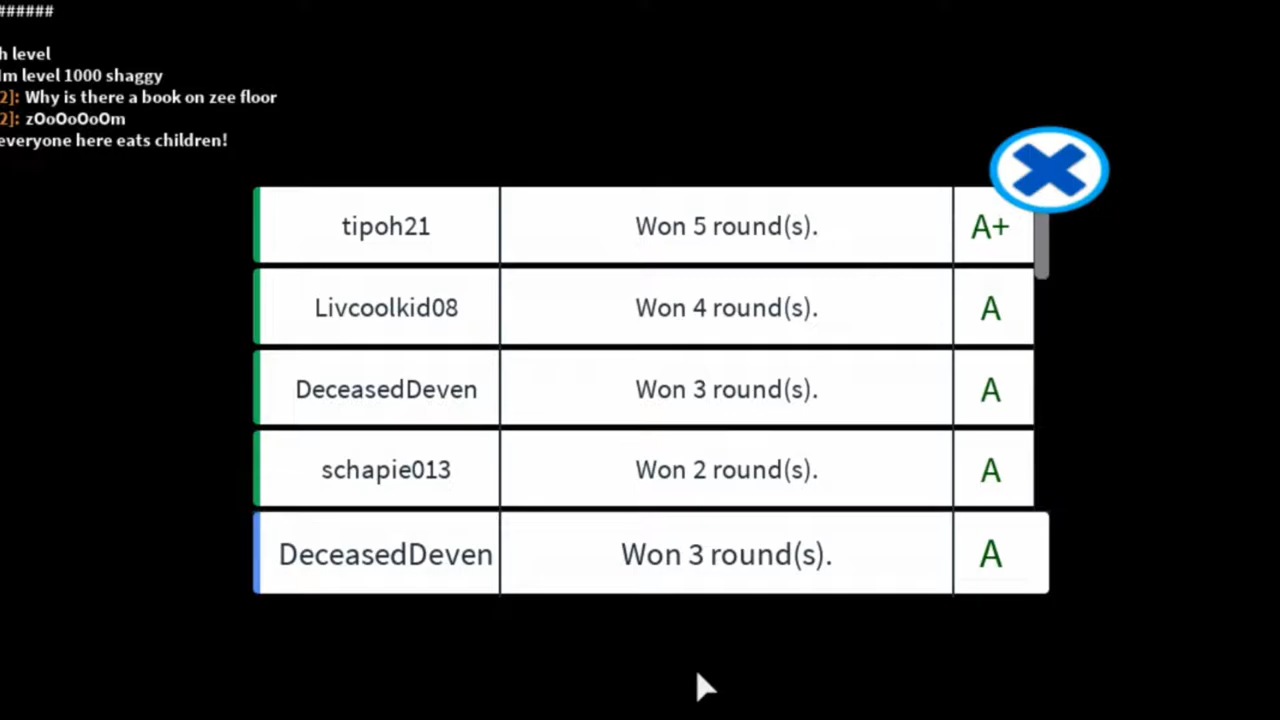 ######
h level
Im level 1000 shaggy
2]: Why is there a book on zee floor
2]: zOoOoOoOm
everyone here eats children!
tipoh21 Won 5 round(s). A+
Livcoolkid08 Won 4 round(s). A
DeceasedDeven Won 3 round(s). A
schapie013 Won 2 round(s). A
DeceasedDeven Won 3 round(s). A